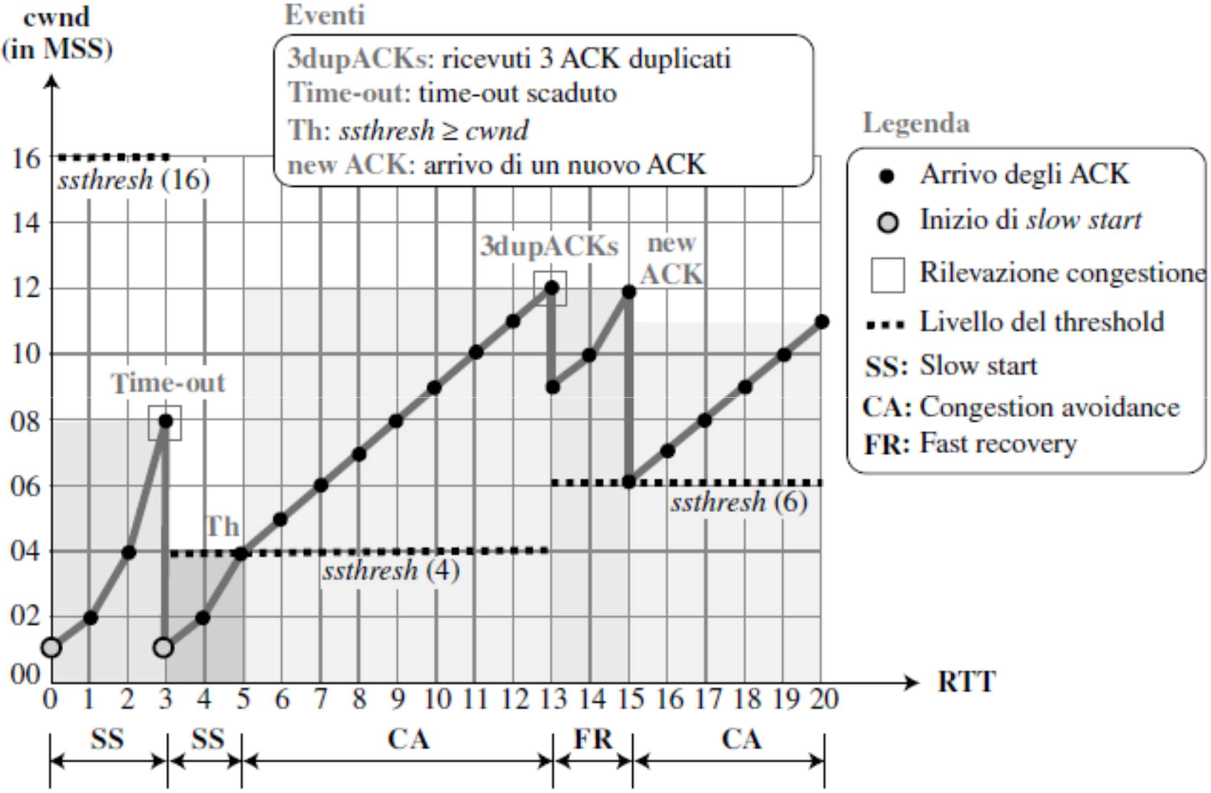 cwnd
(in MSS)
Eventi
3dupACKs: ricevuti 3 ACK duplicati
Time-out: time-out scaduto
Th: ssthresh ≥ cwnd
new ACK: arrivo di un nuovo ACK
Legenda
Arrivo degli ACK
Inizio di slow start
Rilevazione congestione
Livello del threshold
SS: Slow start
CA: Congestion avoidance
FR: Fast recovery
16
ssthresh (16)
14
3dupACKs
new
ACK
12
10
Time-out
08
06
ssthresh (6)
Th
04
ssthresh (4)
02
00
0 1 2 3 4 5 6 7 8 9 10 11 12 13 14 15 16 17 18 19 20
RTT
SS SS CA FR CA